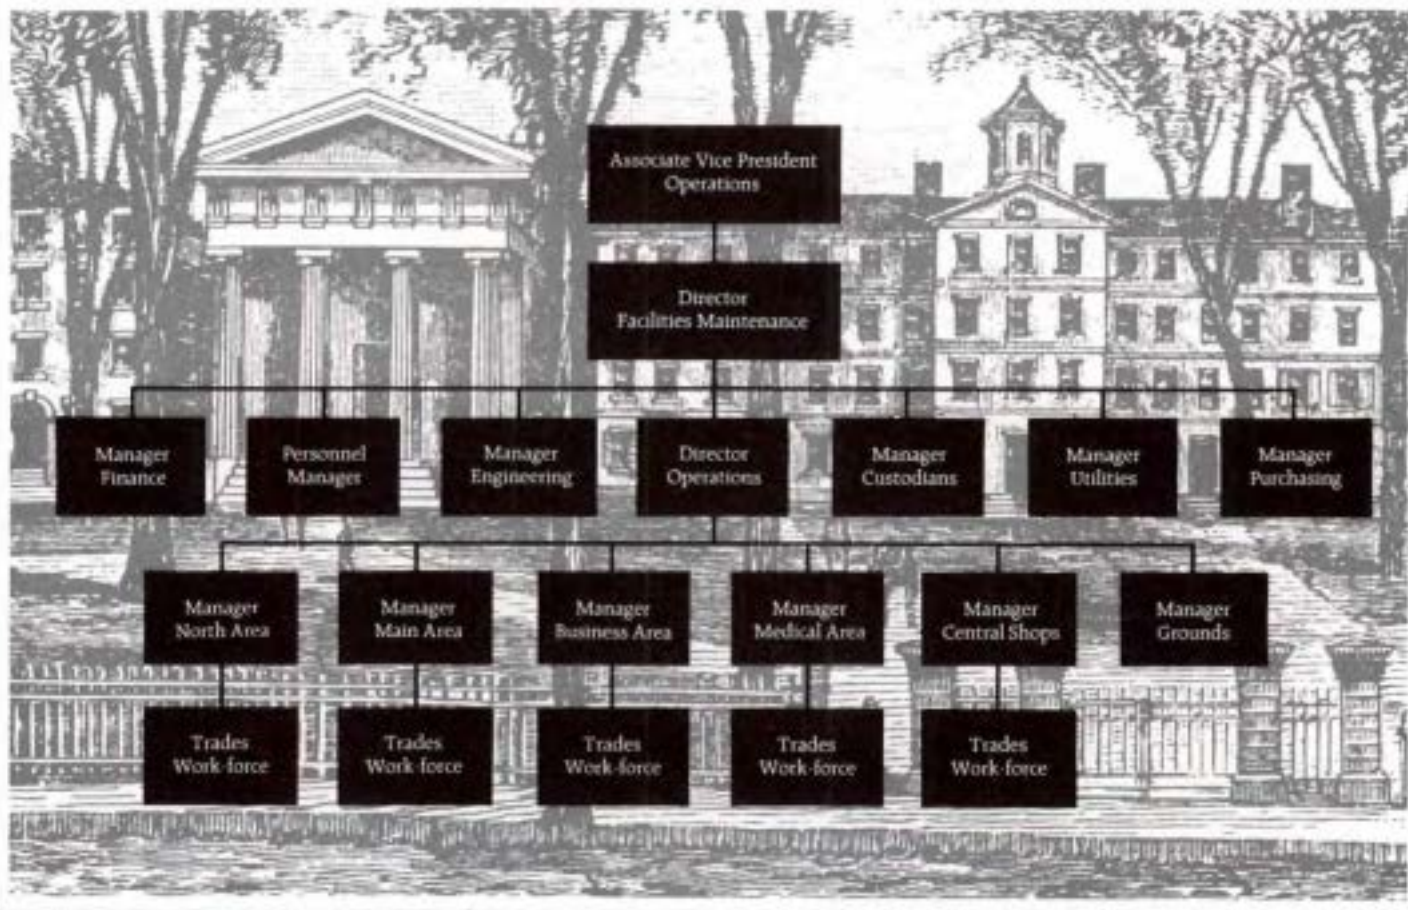 Associate Vice President
Operations
Director
Facilities Maintenance
Manager
Finance
Personnel
Manager
Manager
Engineering
Director
Operations
Manager
Custodians
Manager
Utilities
Manager
Purchasing
Manager
North Area
Manager
Main Area
Manager
Business Area
Manager
Medical Area
Manager
Central Shops
Manager
Grounds
Trades
Work-force
Trades
Work-force
Trades
Work-force
Trades
Work-force
Trades
Work-force